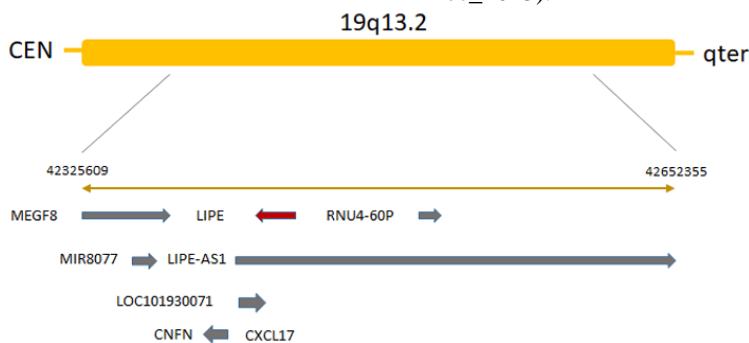 19q13.2
CEN qter
42325609 42652355
MEGF8 LIPE RNU4-60P
MIR8077 LIPE-AS1
LOC101930071
CNFN CXCL17